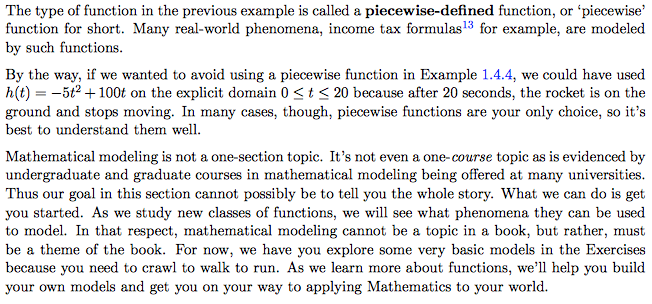 The type of function in the previous example is called a piecewise-defined function, or ‘piecewise’
function for short. Many real-world phenomena, income tax formulas¹³ for example, are modeled
by such functions.
By the way, if we wanted to avoid using a piecewise function in Example 1.4.4, we could have used
h(t) = −5t² + 100t on the explicit domain 0 ≤ t ≤ 20 because after 20 seconds, the rocket is on the
ground and stops moving. In many cases, though, piecewise functions are your only choice, so it’s
best to understand them well.
Mathematical modeling is not a one-section topic. It’s not even a one-course topic as is evidenced by
undergraduate and graduate courses in mathematical modeling being offered at many universities.
Thus our goal in this section cannot possibly be to tell you the whole story. What we can do is get
you started. As we study new classes of functions, we will see what phenomena they can be used
to model. In that respect, mathematical modeling cannot be a topic in a book, but rather, must
be a theme of the book. For now, we have you explore some very basic models in the Exercises
because you need to crawl to walk to run. As we learn more about functions, we’ll help you build
your own models and get you on your way to applying Mathematics to your world.